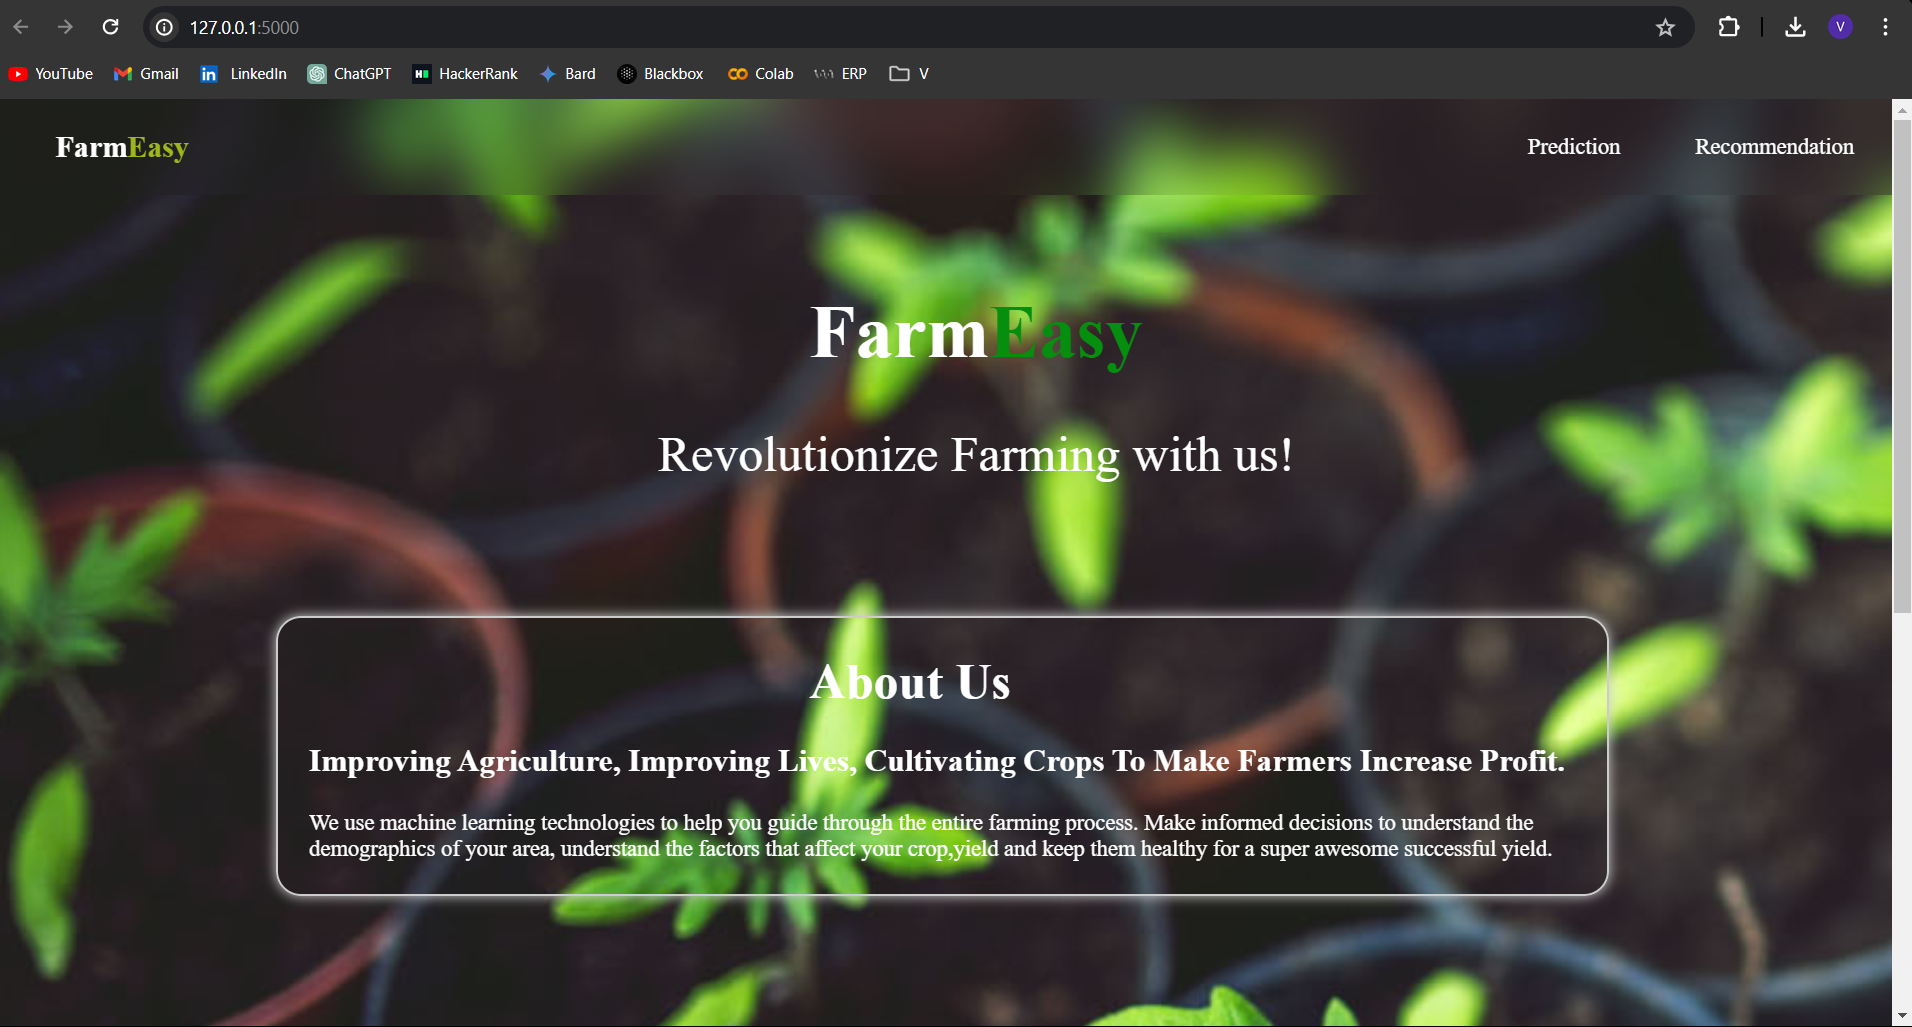 127.0.0.1:5000
V
YouTube Gmail LinkedIn ChatGPT HackerRank Bard Blackbox Colab ERP V
FarmEasy Prediction Recommendation
FarmEasy
Revolutionize Farming with us!
About Us
Improving Agriculture, Improving Lives, Cultivating Crops To Make Farmers Increase Profit.
We use machine learning technologies to help you guide through the entire farming process. Make informed decisions to understand the
demographics of your area, understand the factors that affect your crop,yield and keep them healthy for a super awesome successful yield.